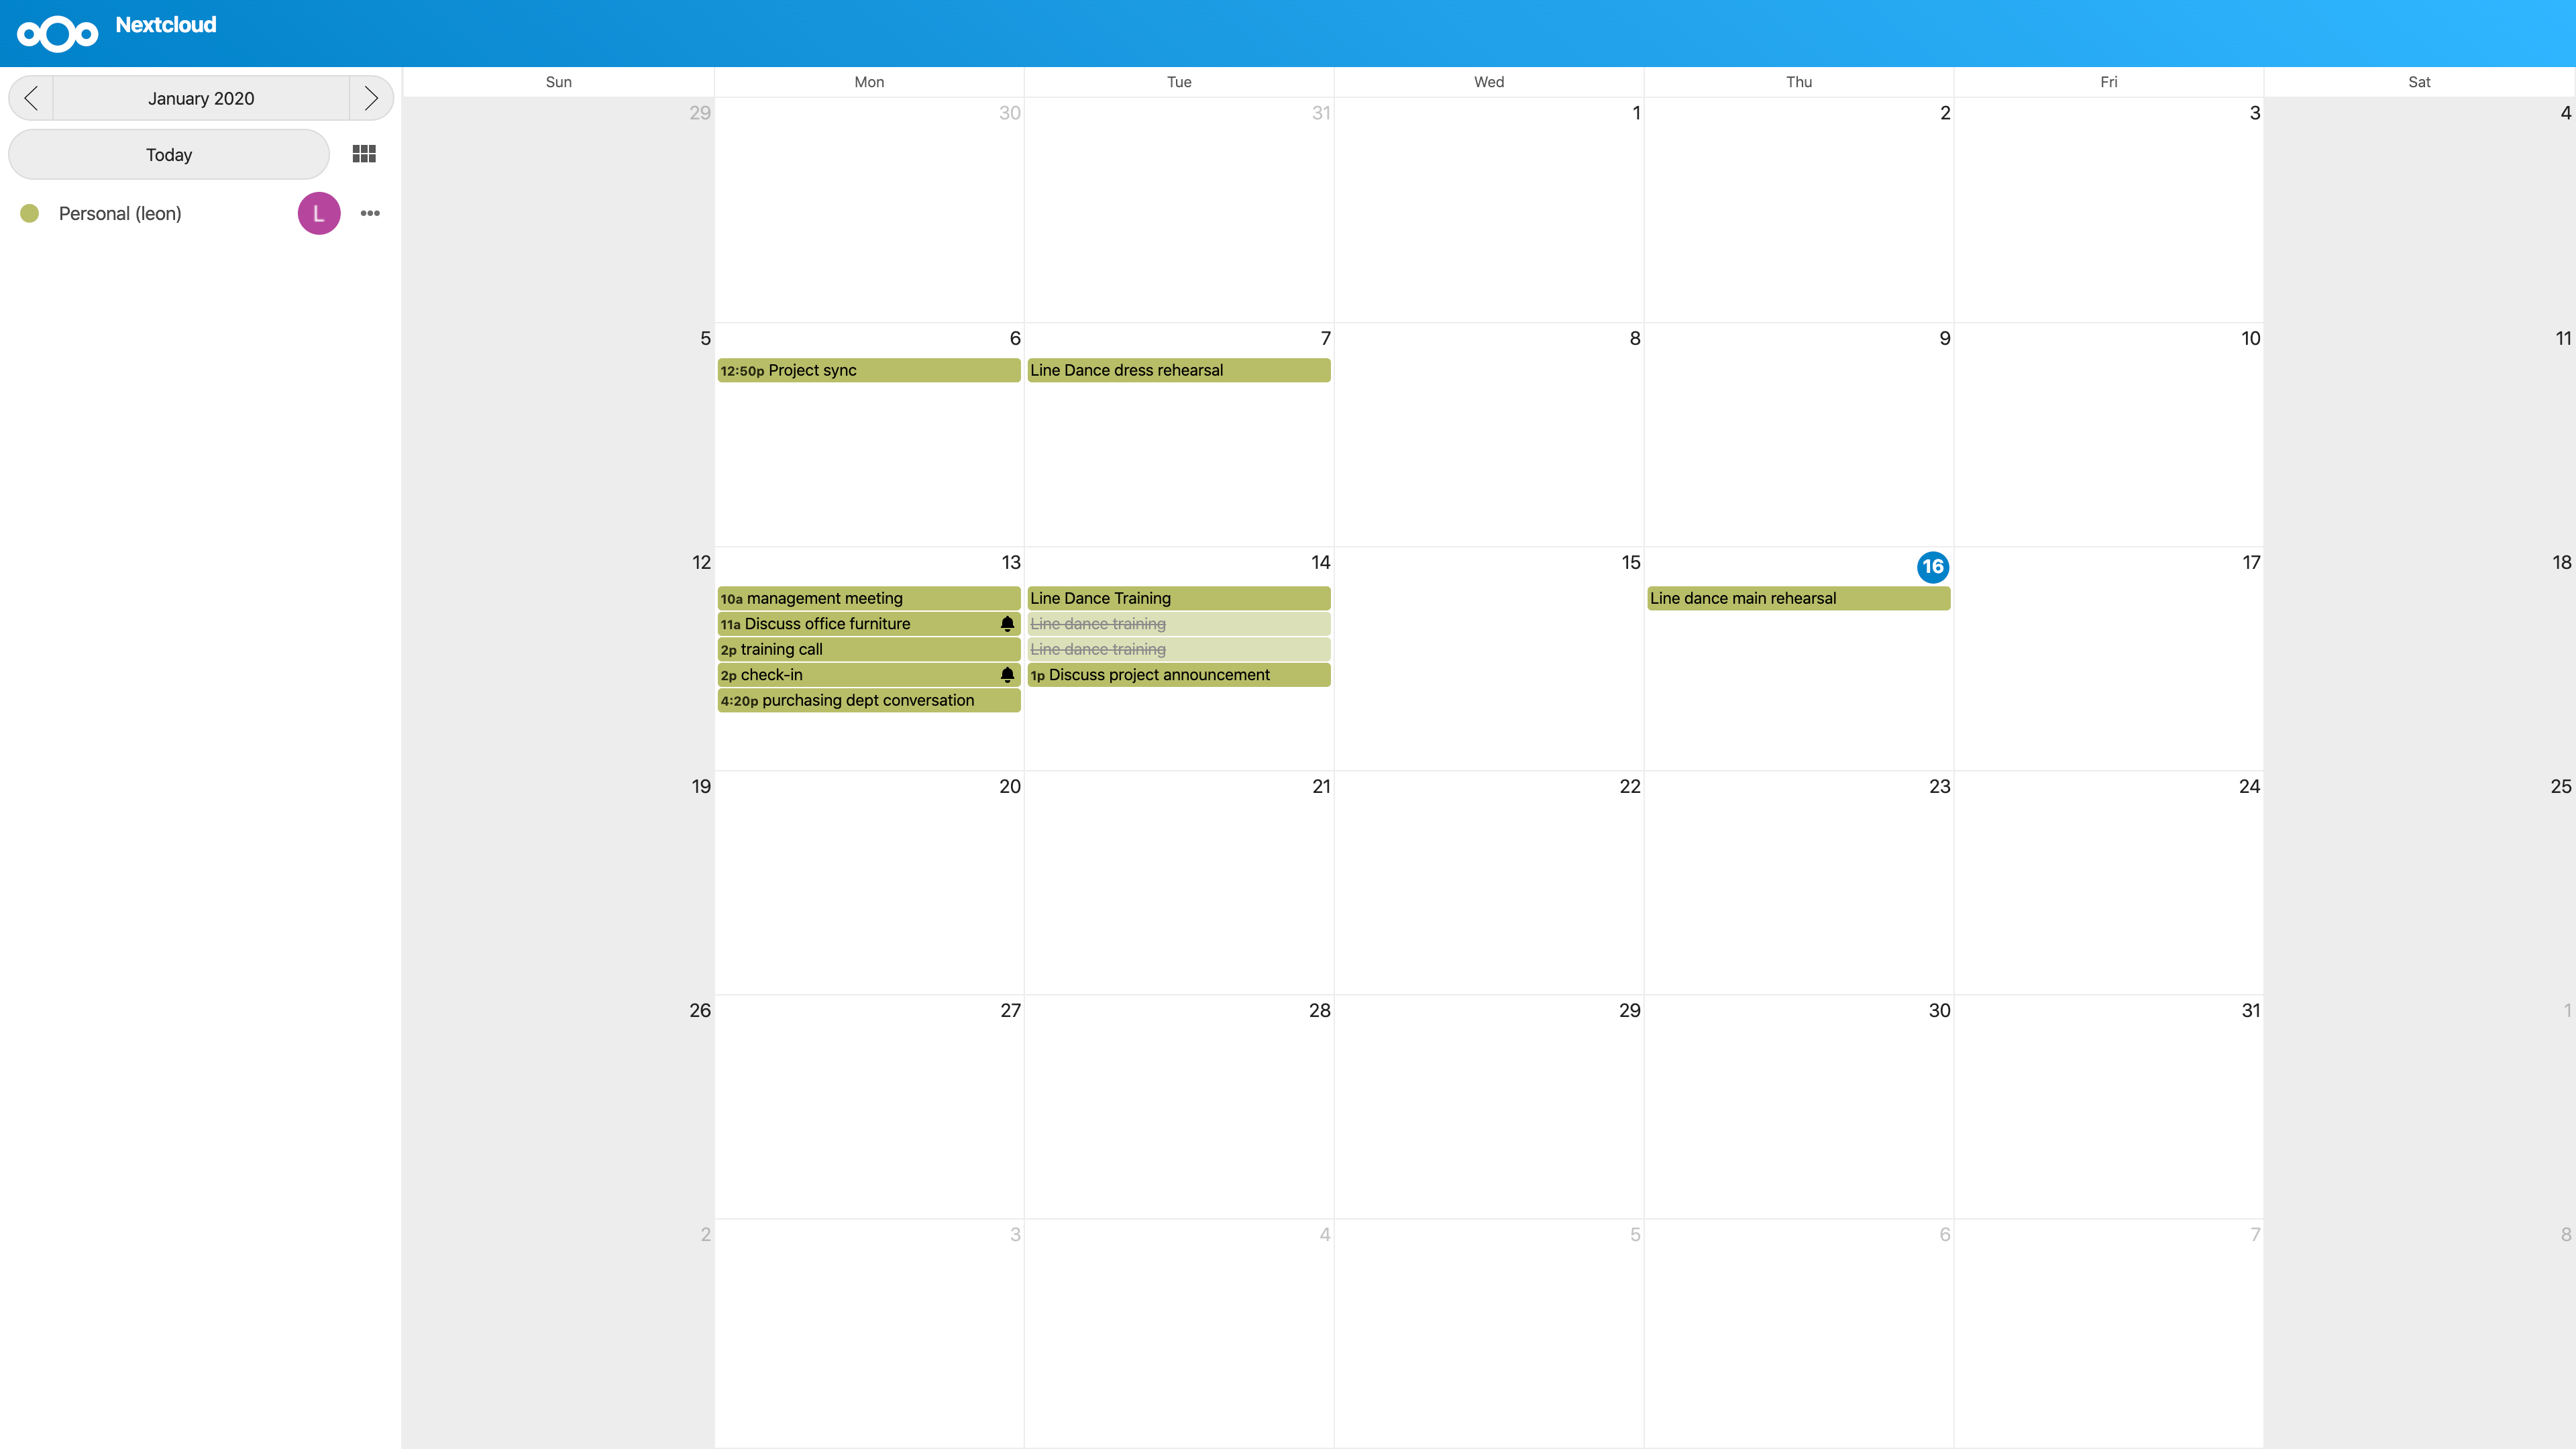 Nextcloud
January 2020
Today
Personal (leon)
L
Sun Mon Tue Wed Thu Fri Sat
29 30 31 1 2 3 4
5 6 7 8 9 10 11
12:50p Project sync
Line Dance dress rehearsal
12 13 14 15 16 17 18
10a management meeting
11a Discuss office furniture
2p training call
2p check-in
4:20p purchasing dept conversation
Line Dance Training
Line dance training
Line dance training
1p Discuss project announcement
Line dance main rehearsal
19 20 21 22 23 24 25
26 27 28 29 30 31 1
2 3 4 5 6 7 8